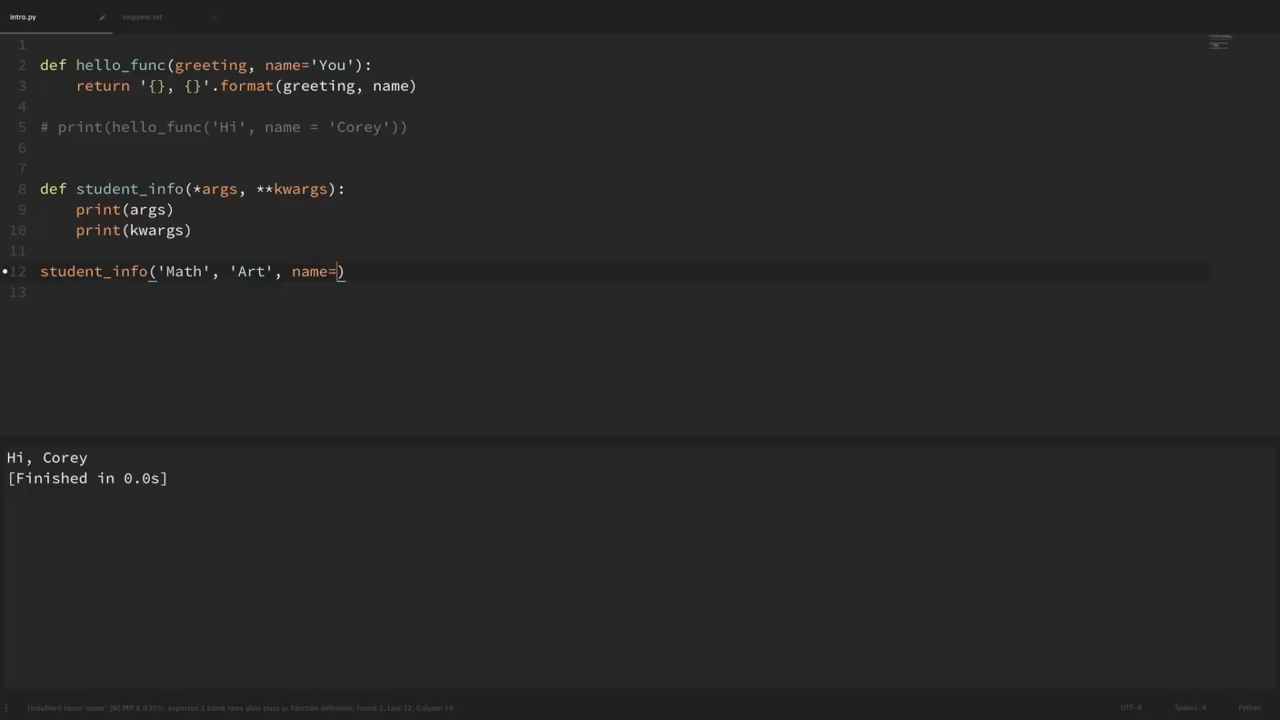 intro.py
snippets.txt
1
2 def hello_func(greeting, name='You'):
3 return '{}, {}'.format(greeting, name)
4
5 # print(hello_func('Hi', name = 'Corey'))
6
7
8 def student_info(*args, **kwargs):
9 print(args)
10 print(kwargs)
11
12 student_info('Math', 'Art', name=)
13
Hi, Corey
[Finished in 0.0s]
Undefined name 'name' [W] PEP 8 (E305) expected 2 blank lines after class or function definition, found 1, Line 12, Column 34
UTF-8
Spaces: 4
Python